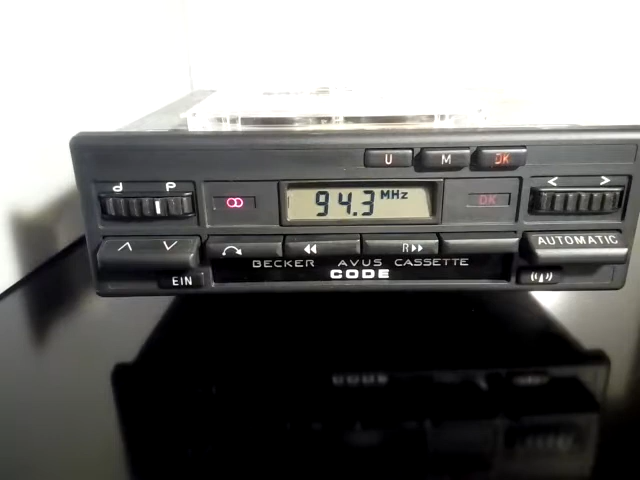 U M DK
d P
94.3 MHz
DK
< >
R
AUTOMATIC
BECKER AVUS CASSETTE
CODE
EIN